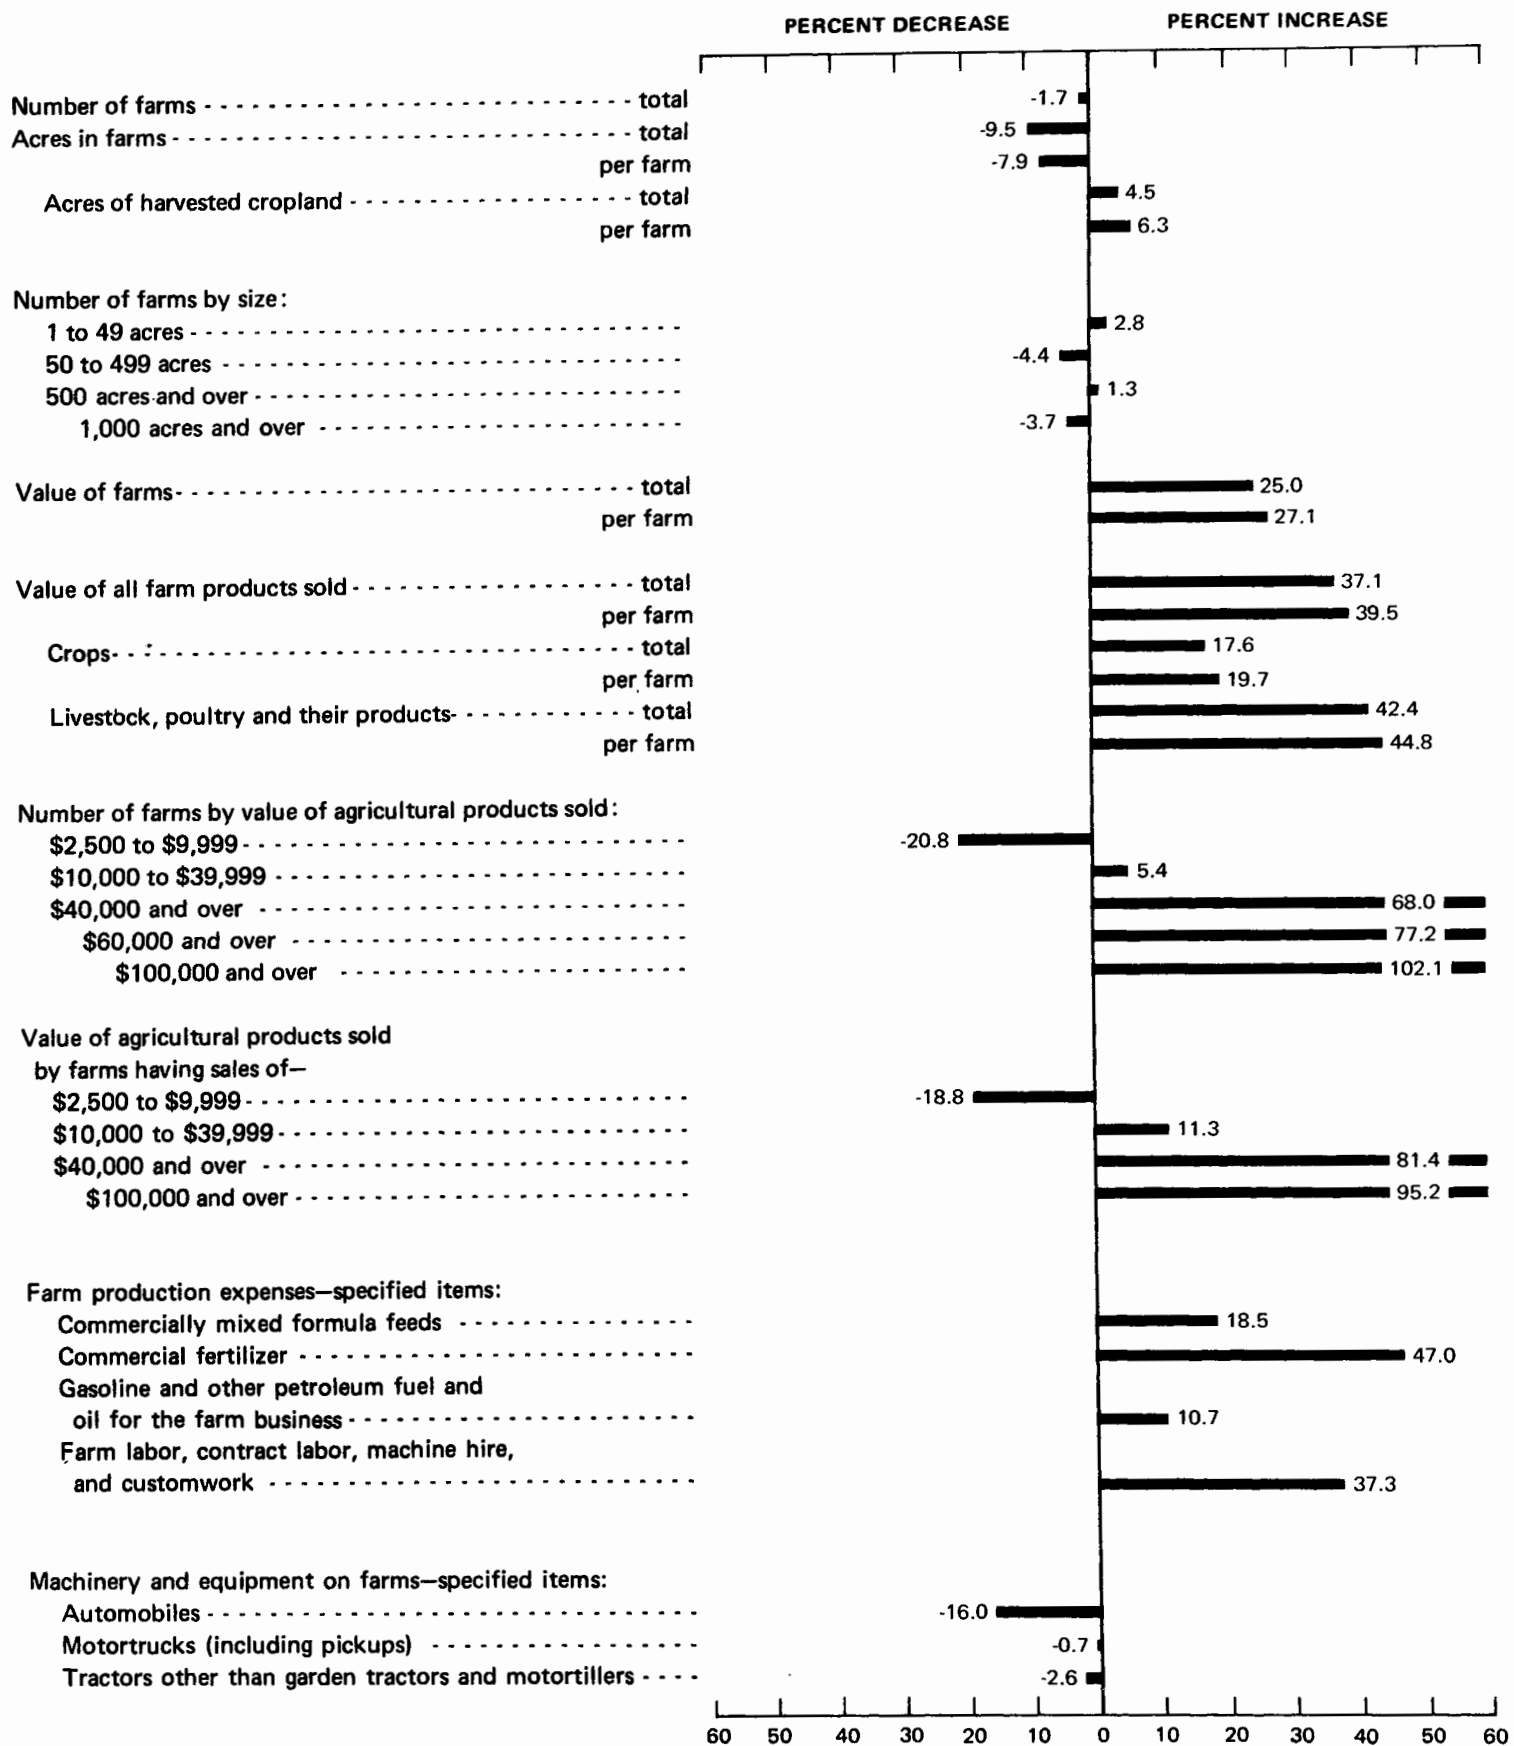 PERCENT DECREASE PERCENT INCREASE
Number of farms - - - - - - - - - - - - - - - - - - - - - - - - - - - total -1.7
Acres in farms - - - - - - - - - - - - - - - - - - - - - - - - - - - - - total -9.5
per farm -7.9
Acres of harvested cropland - - - - - - - - - - - - - - - - - - total 4.5
per farm 6.3
Number of farms by size:
1 to 49 acres - - - - - - - - - - - - - - - - - - - - - - - - - - - - - - - 2.8
50 to 499 acres - - - - - - - - - - - - - - - - - - - - - - - - - - - - - -4.4
500 acres and over - - - - - - - - - - - - - - - - - - - - - - - - - - - 1.3
1,000 acres and over - - - - - - - - - - - - - - - - - - - - - - - -3.7
Value of farms - - - - - - - - - - - - - - - - - - - - - - - - - - - - - total 25.0
per farm 27.1
Value of all farm products sold - - - - - - - - - - - - - - - - - - total 37.1
per farm 39.5
Crops - - - - - - - - - - - - - - - - - - - - - - - - - - - - - - - - - total 17.6
per farm 19.7
Livestock, poultry and their products - - - - - - - - - - - - total 42.4
per farm 44.8
Number of farms by value of agricultural products sold:
$2,500 to $9,999 - - - - - - - - - - - - - - - - - - - - - - - - - - - - -20.8
$10,000 to $39,999 - - - - - - - - - - - - - - - - - - - - - - - - - - 5.4
$40,000 and over - - - - - - - - - - - - - - - - - - - - - - - - - - - 68.0
$60,000 and over - - - - - - - - - - - - - - - - - - - - - - - - - 77.2
$100,000 and over - - - - - - - - - - - - - - - - - - - - - - 102.1
Value of agricultural products sold
by farms having sales of—
$2,500 to $9,999 - - - - - - - - - - - - - - - - - - - - - - - - - - - - -18.8
$10,000 to $39,999 - - - - - - - - - - - - - - - - - - - - - - - - - - 11.3
$40,000 and over - - - - - - - - - - - - - - - - - - - - - - - - - - - 81.4
$100,000 and over - - - - - - - - - - - - - - - - - - - - - - - - - 95.2
Farm production expenses—specified items:
Commercially mixed formula feeds - - - - - - - - - - - - - - - 18.5
Commercial fertilizer - - - - - - - - - - - - - - - - - - - - - - - - - 47.0
Gasoline and other petroleum fuel and
oil for the farm business - - - - - - - - - - - - - - - - - - - - - - 10.7
Farm labor, contract labor, machine hire,
and customwork - - - - - - - - - - - - - - - - - - - - - - - - - - - 37.3
Machinery and equipment on farms—specified items:
Automobiles - - - - - - - - - - - - - - - - - - - - - - - - - - - - - - - -16.0
Motortrucks (including pickups) - - - - - - - - - - - - - - - - - -0.7
Tractors other than garden tractors and motortillers - - - - -2.6
60 50 40 30 20 10 0 10 20 30 40 50 60